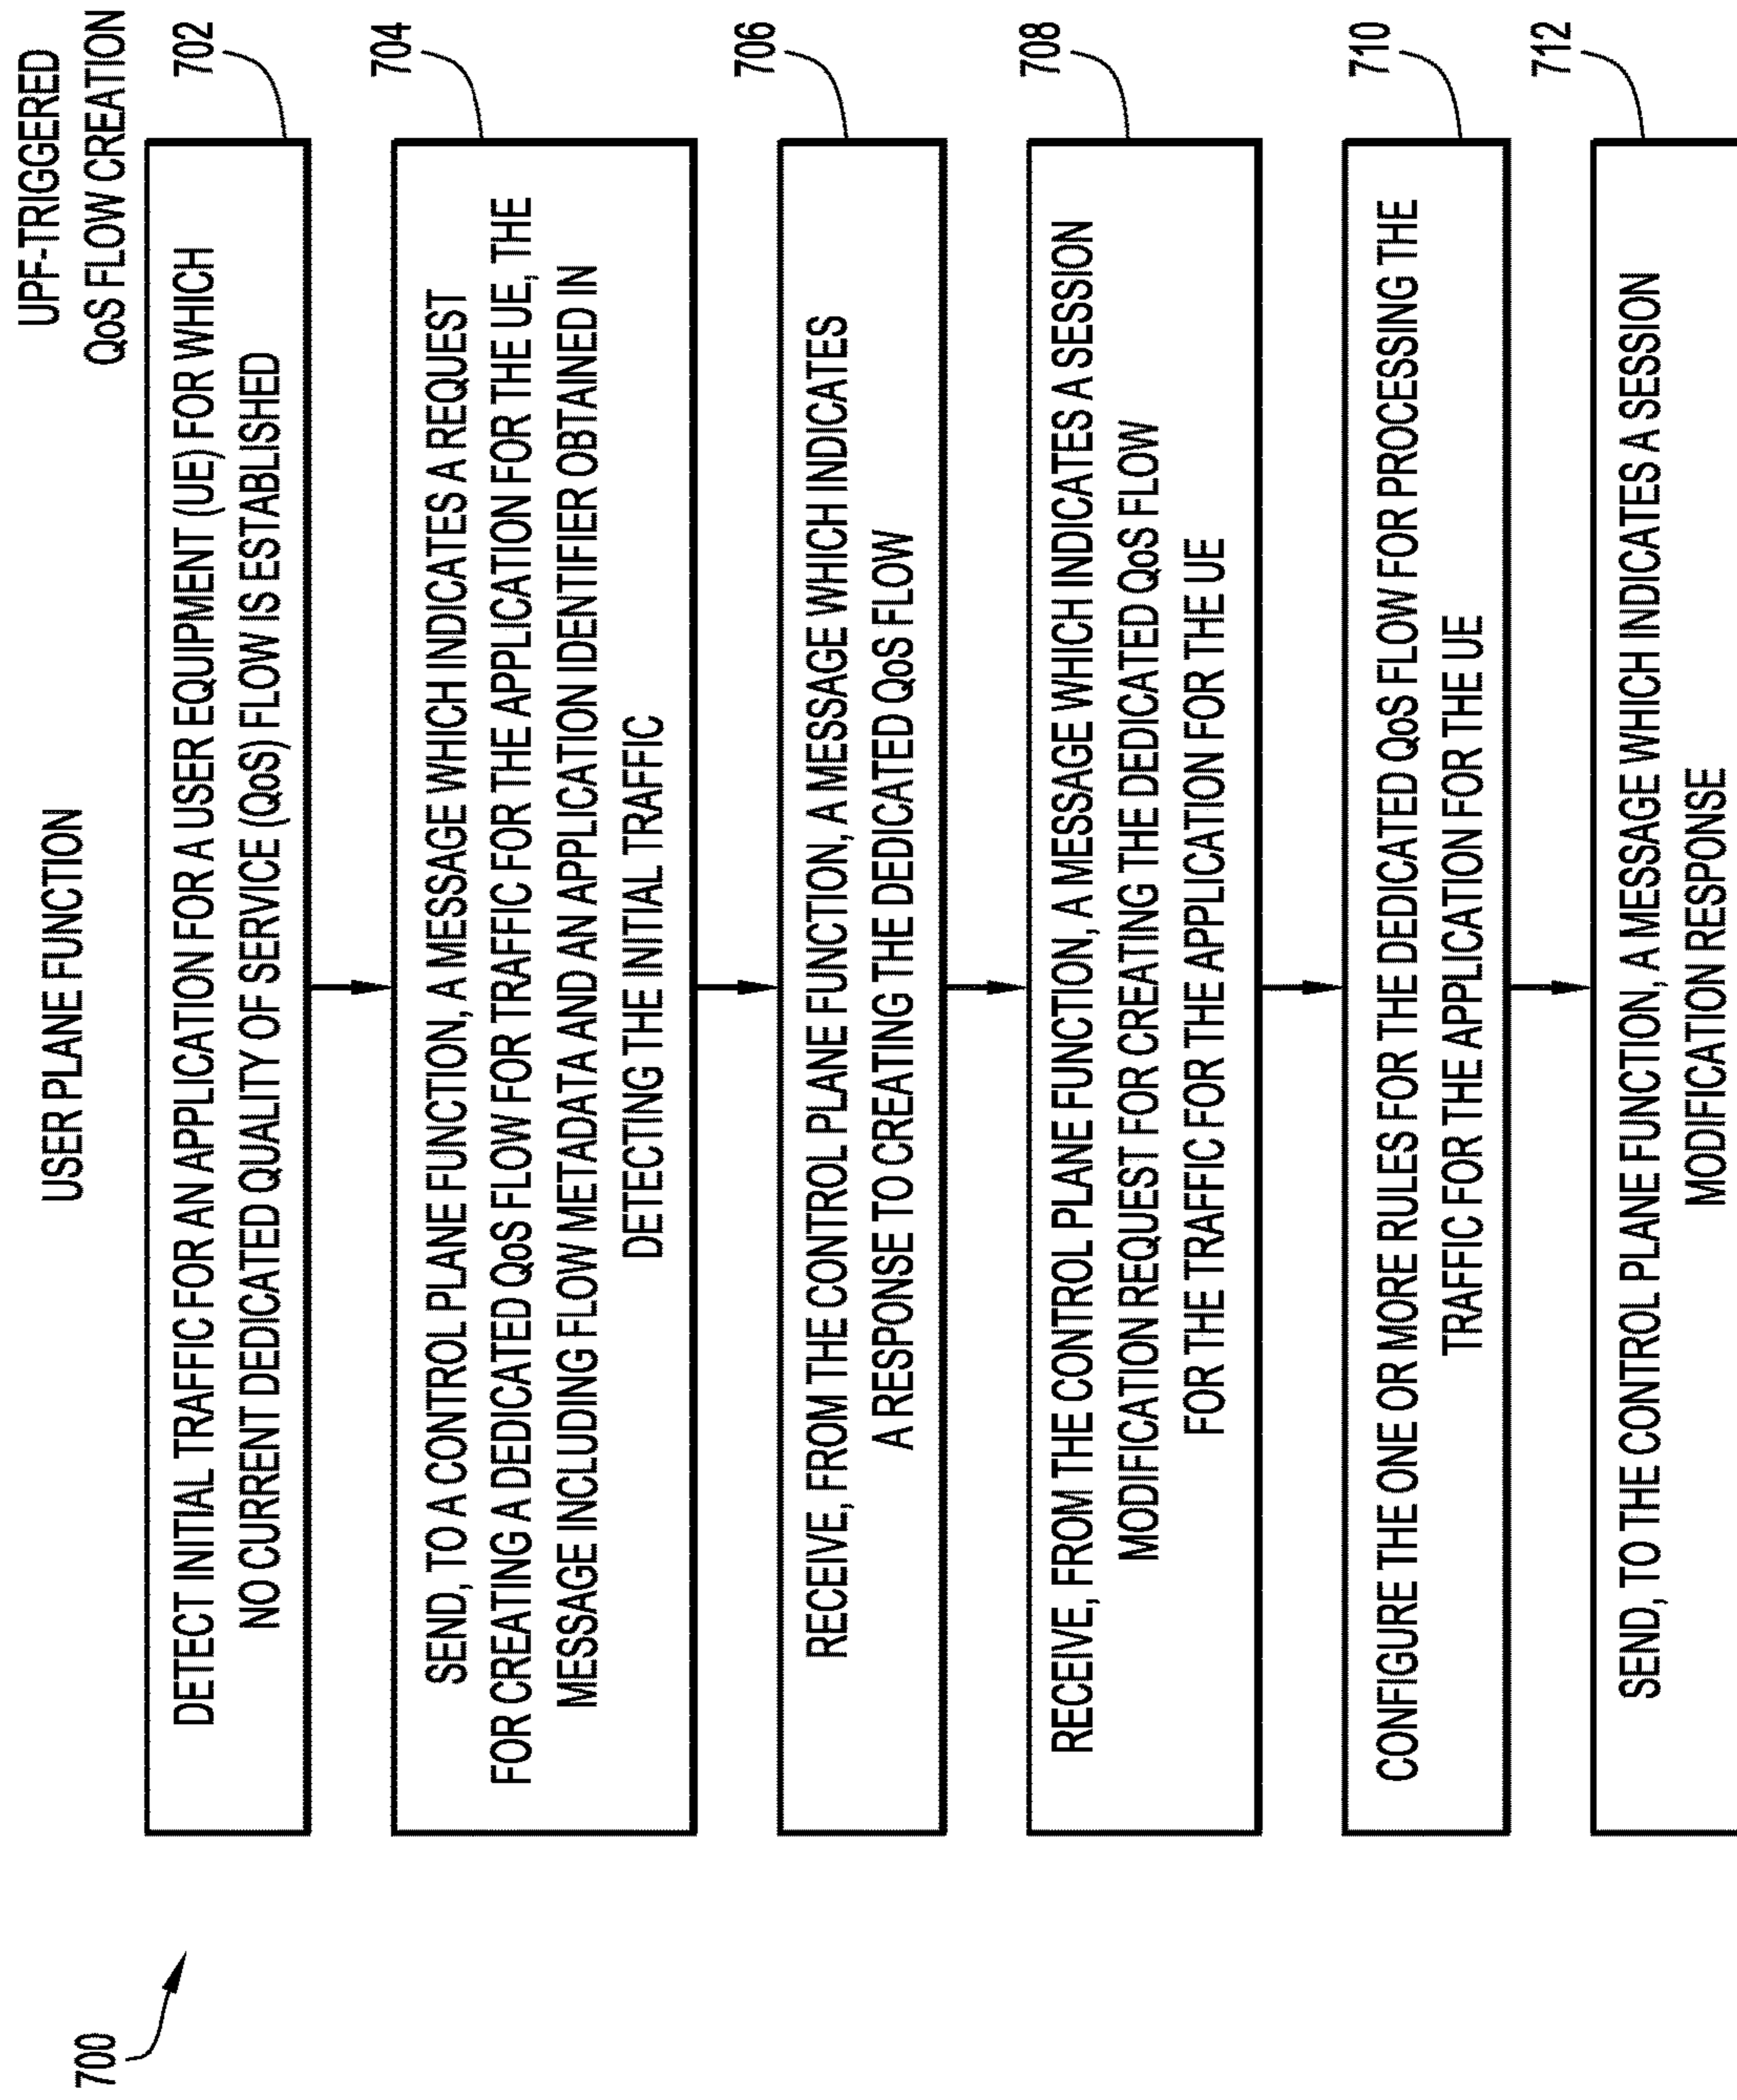 UPF-TRIGGERED
QoS FLOW CREATION
USER PLANE FUNCTION
700
702
DETECT INITIAL TRAFFIC FOR AN APPLICATION FOR A USER EQUIPMENT (UE) FOR WHICH
NO CURRENT DEDICATED QUALITY OF SERVICE (QoS) FLOW IS ESTABLISHED
704
SEND, TO A CONTROL PLANE FUNCTION, A MESSAGE WHICH INDICATES A REQUEST
FOR CREATING A DEDICATED QoS FLOW FOR TRAFFIC FOR THE APPLICATION FOR THE UE, THE
MESSAGE INCLUDING FLOW METADATA AND AN APPLICATION IDENTIFIER OBTAINED IN
DETECTING THE INITIAL TRAFFIC
706
RECEIVE, FROM THE CONTROL PLANE FUNCTION, A MESSAGE WHICH INDICATES
A RESPONSE TO CREATING THE DEDICATED QoS FLOW
708
RECEIVE, FROM THE CONTROL PLANE FUNCTION, A MESSAGE WHICH INDICATES A SESSION
MODIFICATION REQUEST FOR CREATING THE DEDICATED QoS FLOW
FOR THE TRAFFIC FOR THE APPLICATION FOR THE UE
710
CONFIGURE THE ONE OR MORE RULES FOR THE DEDICATED QoS FLOW FOR PROCESSING THE
TRAFFIC FOR THE APPLICATION FOR THE UE
712
SEND, TO THE CONTROL PLANE FUNCTION, A MESSAGE WHICH INDICATES A SESSION
MODIFICATION RESPONSE